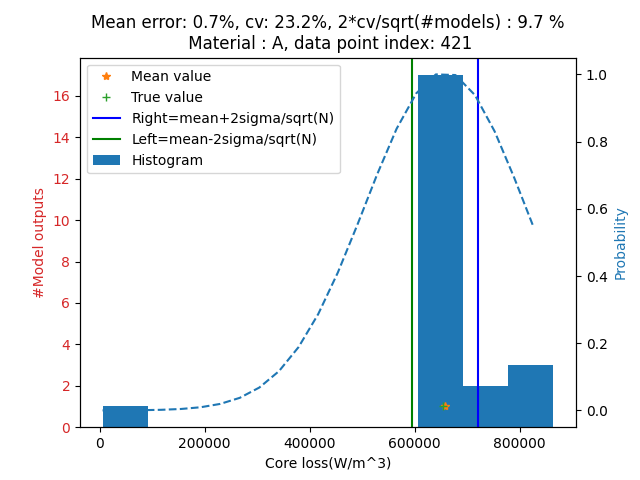 Mean error: 0.7%, cv: 23.2%, 2*cv/sqrt(#models) : 9.7 %
Material : A, data point index: 421
Mean value
True value
Right=mean+2sigma/sqrt(N)
Left=mean-2sigma/sqrt(N)
Histogram
#Model outputs
16
14
12
10
8
6
4
2
0
1.0
0.8
0.6
0.4
0.2
0.0
Probability
0
200000
400000
600000
800000
Core loss(W/m^3)